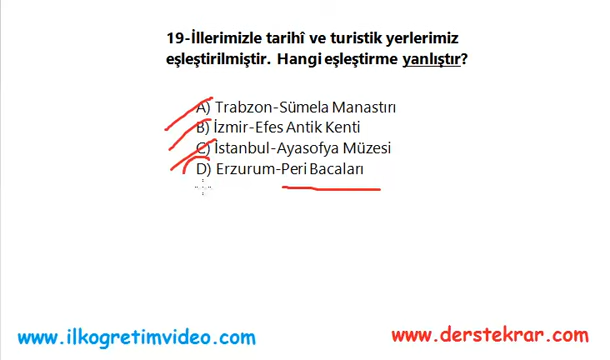 19-İllerimizle tarihî ve turistik yerlerimiz
eşleştirilmiştir. Hangi eşleştirme yanlıştır?
A) Trabzon-Sümela Manastırı
B) İzmir-Efes Antik Kenti
C) İstanbul-Ayasofya Müzesi
D) Erzurum-Peri Bacaları
www.ilkogretimvideo.com
www.derstekrar.com